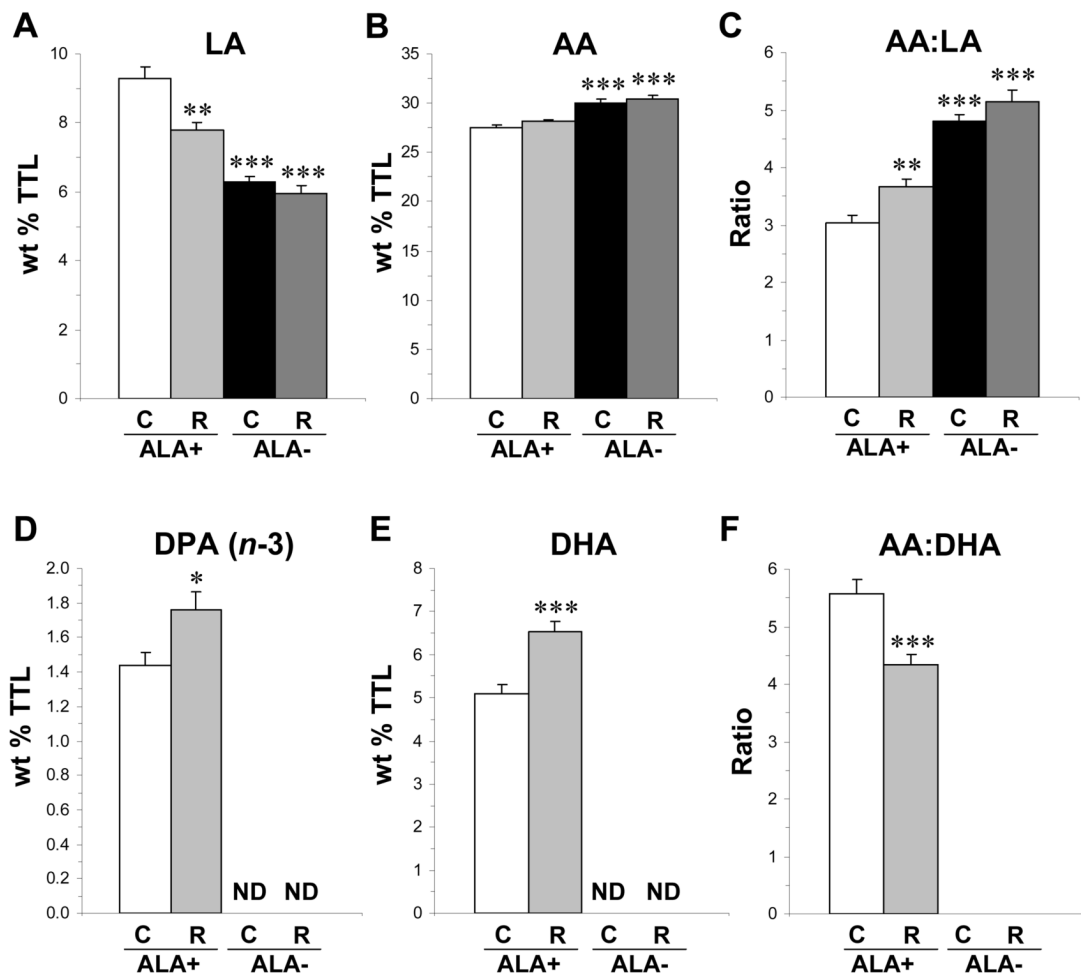 A
LA
wt % TTL
10
8
6
4
2
0
**
***
***
C R C R
ALA+ ALA-
B
AA
wt % TTL
35
30
25
20
15
10
5
0
***
***
C R C R
ALA+ ALA-
C
AA:LA
Ratio
6
5
4
3
2
1
0
**
***
***
C R C R
ALA+ ALA-
D
DPA (n-3)
wt % TTL
2.0
1.8
1.6
1.4
1.2
1.0
0.8
0.6
0.4
0.2
0.0
*
ND ND
C R C R
ALA+ ALA-
E
DHA
wt % TTL
8
7
6
5
4
3
2
1
0
***
ND ND
C R C R
ALA+ ALA-
F
AA:DHA
Ratio
6
5
4
3
2
1
0
***
C R C R
ALA+ ALA-